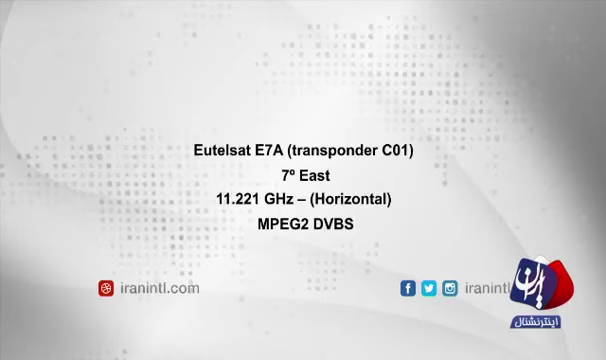 Eutelsat E7A (transponder C01)
7º East
11.221 GHz – (Horizontal)
MPEG2 DVBS
iranintl.com
iranintl
ایران
اینترنشنال